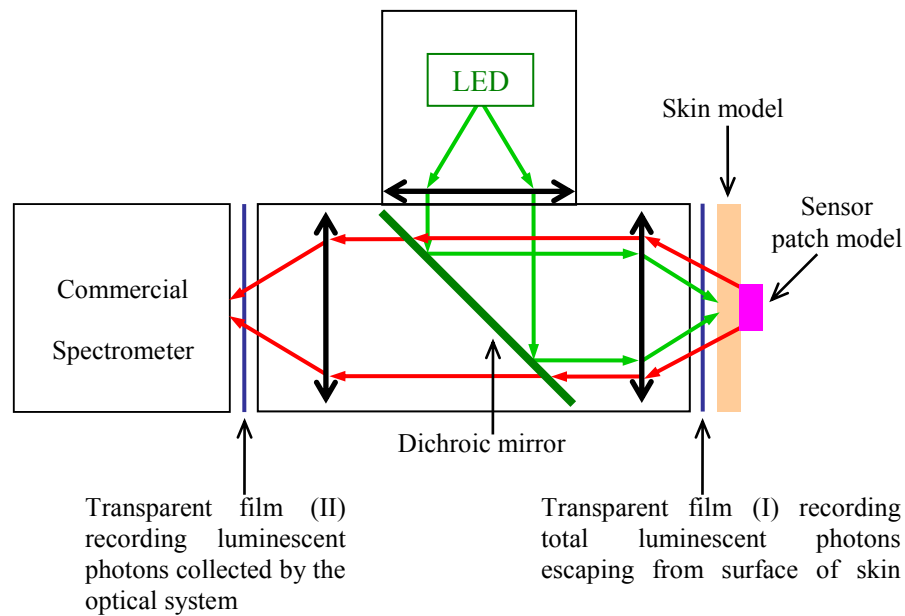 LED
Skin model
Sensor
patch model
Commercial
Spectrometer
Dichroic mirror
Transparent film (II)
recording luminescent
photons collected by the
optical system
Transparent film (I) recording
total luminescent photons
escaping from surface of skin